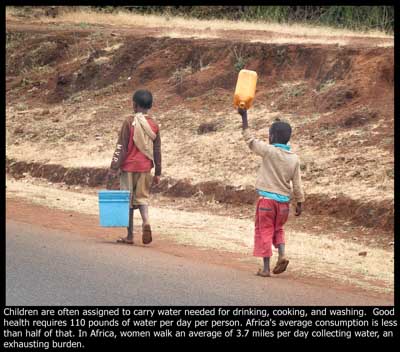 Children are often assigned to carry water needed for drinking, cooking, and washing.  Good
health requires 110 pounds of water per day per person. Africa's average consumption is less
than half of that. In Africa, women walk an average of 3.7 miles per day collecting water, an
exhausting burden.